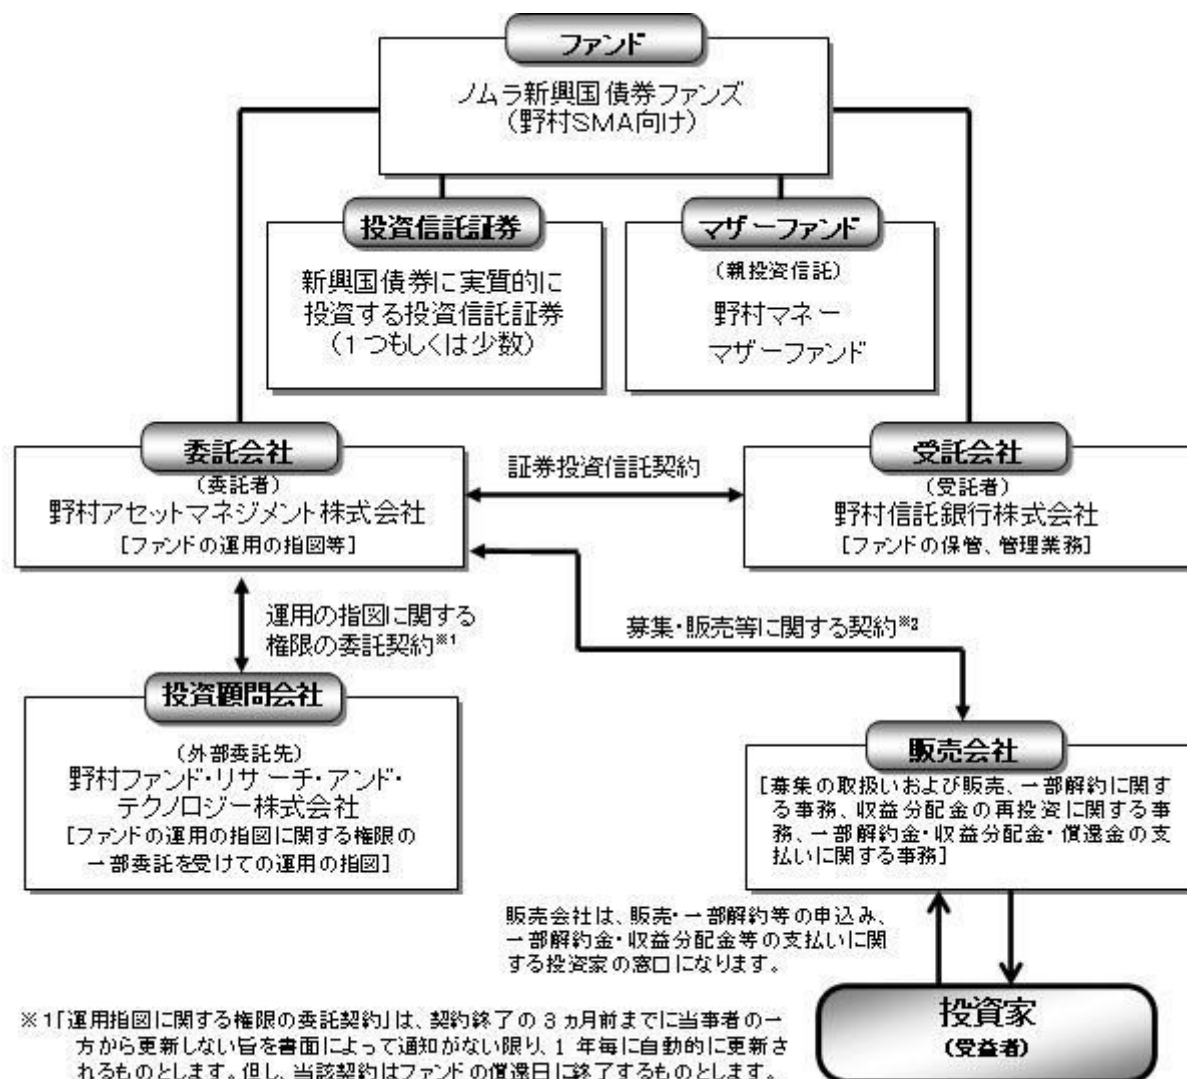 ファンド
ノムラ新興国債券ファンズ
(野村SMA向け)
投資信託証券
新興国債券に実質的に
投資する投資信託証券
(1つもしくは少数)
マザーファンド
(親投資信託)
野村マネー
マザーファンド
委託会社
(委託者)
野村アセットマネジメント株式会社
[ファンドの運用の指図等]
証券投資信託契約
受託会社
(受託者)
野村信託銀行株式会社
[ファンドの保管、管理業務]
運用の指図に関する
権限の委託契約※1
募集・販売等に関する契約※2
投資顧問会社
(外部委託先)
野村ファンド・リサーチ・アンド・
テクノロジー株式会社
[ファンドの運用の指図に関する権限の
一部委託を受けての運用の指図]
販売会社
[募集の取扱いおよび販売、一部解約に関す
る事務、収益分配金の再投資に関する事
務、一部解約金・収益分配金・償還金の支
払いに関する事務]
販売会社は、販売・一部解約等の申込み、
一部解約金・収益分配金等の支払いに関
する投資家の窓口になります。
投資家
(受益者)
※1「運用指図に関する権限の委託契約」は、契約終了の3ヵ月前までに当事者の一
方から更新しない旨を書面によって通知がない限り、1年毎に自動的に更新さ
れるものとします。但し、当該契約はファンドの償還日に終了するものとします。